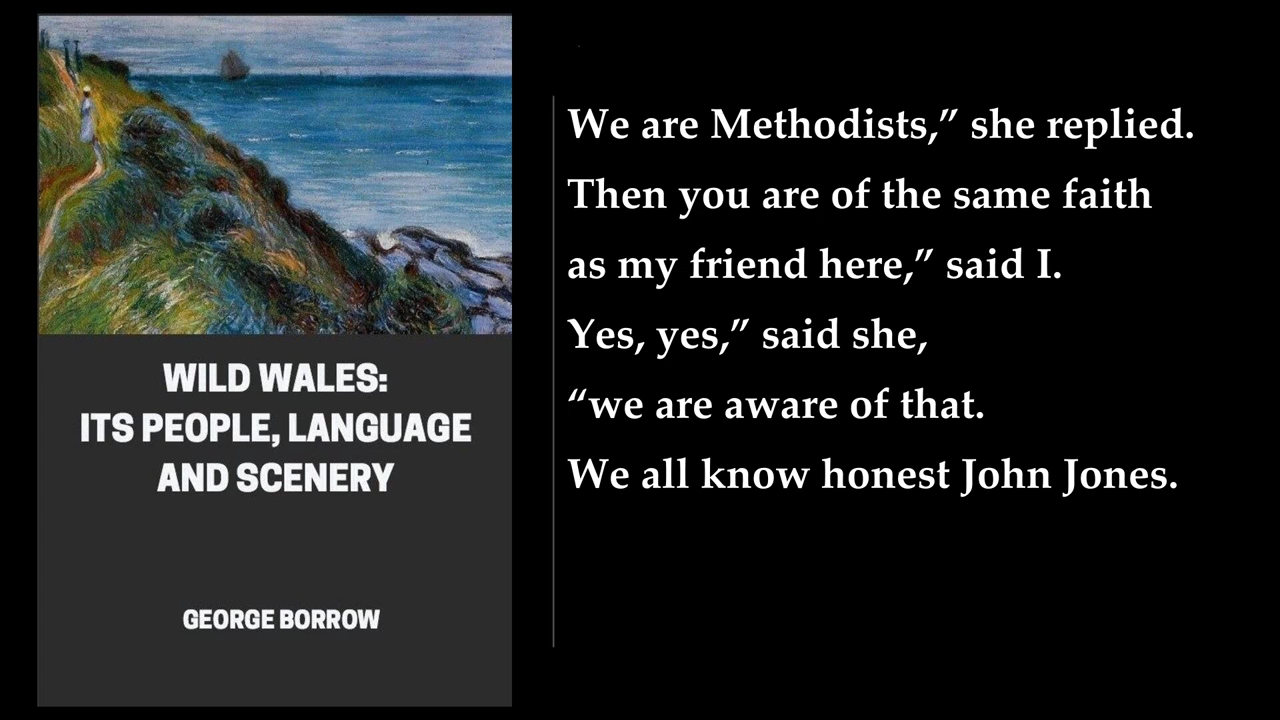 WILD WALES:
ITS PEOPLE, LANGUAGE
AND SCENERY
GEORGE BORROW
We are Methodists,” she replied.
Then you are of the same faith
as my friend here,” said I.
Yes, yes,” said she,
“we are aware of that.
We all know honest John Jones.